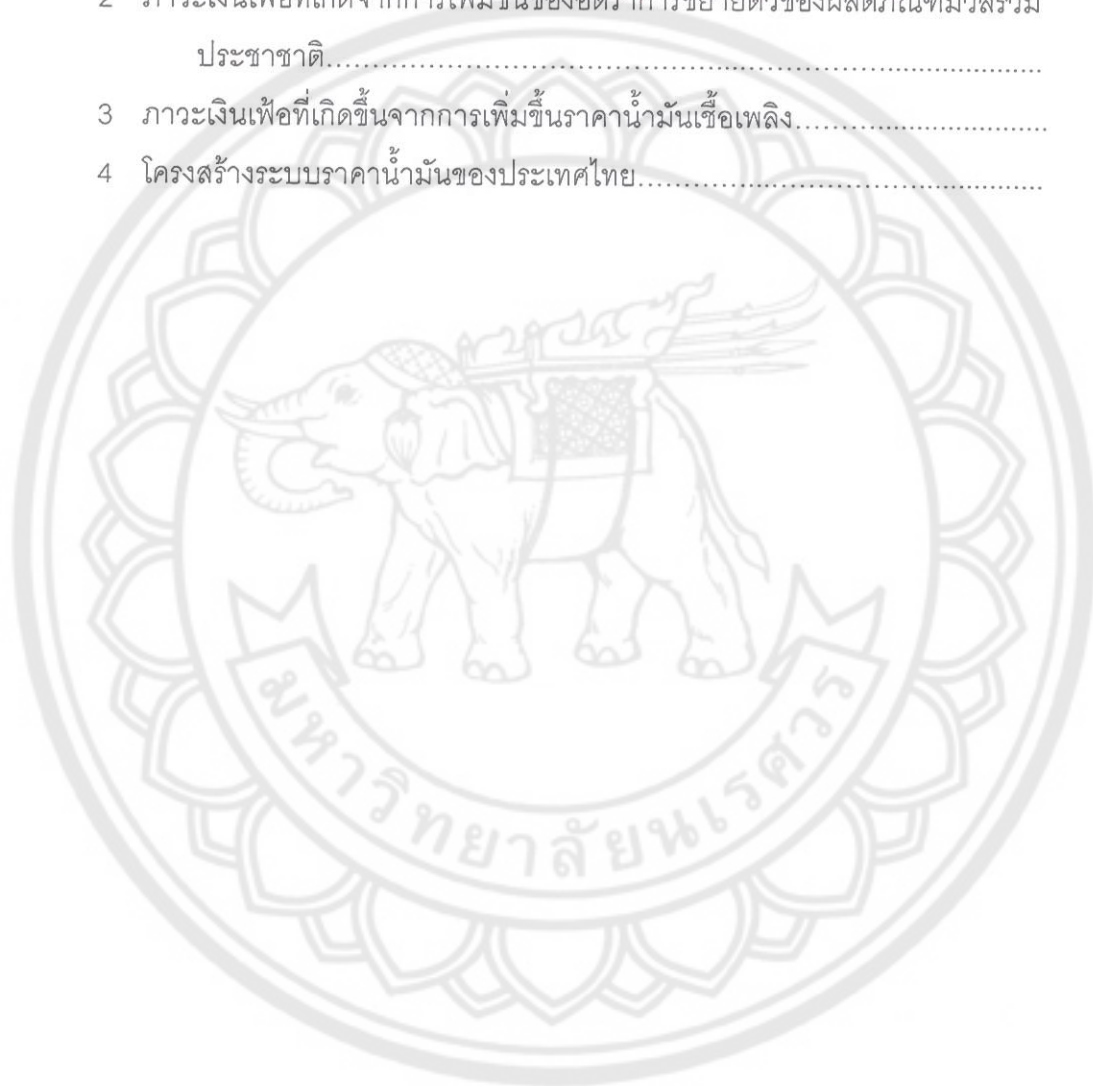 2 ภาวะเงินเฟ้อที่เกิดจากการเพิ่มขึ้นของอัตราการขยายตัวของผลิตภัณฑ์มวลรวม
ประชาชาติ................................................................................
3 ภาวะเงินเฟ้อที่เกิดขึ้นจากการเพิ่มขึ้นราคาน้ำมันเชื้อเพลิง............................
4 โครงสร้างระบบราคาน้ำมันของประเทศไทย.............................................
มหาวิทยาลัยนเรศวร